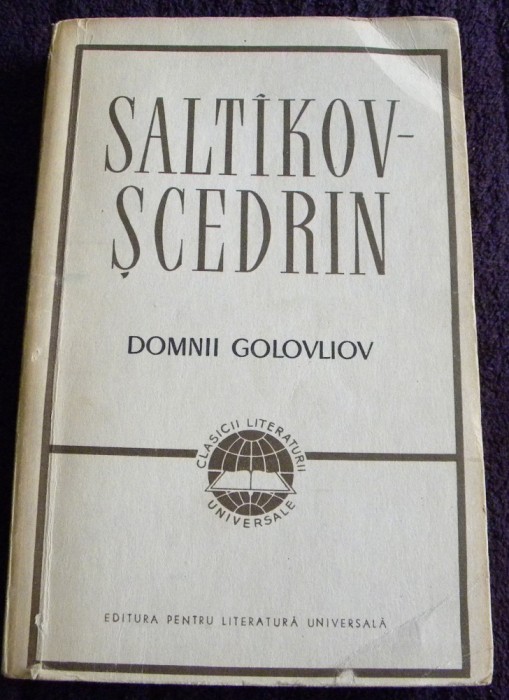 SALTÎKOV-
ȘCEDRIN
DOMNII GOLOVLIOV
CLASICII LITERATURII
UNIVERSALE
EDITURA PENTRU LITERATURĂ UNIVERSALĂ